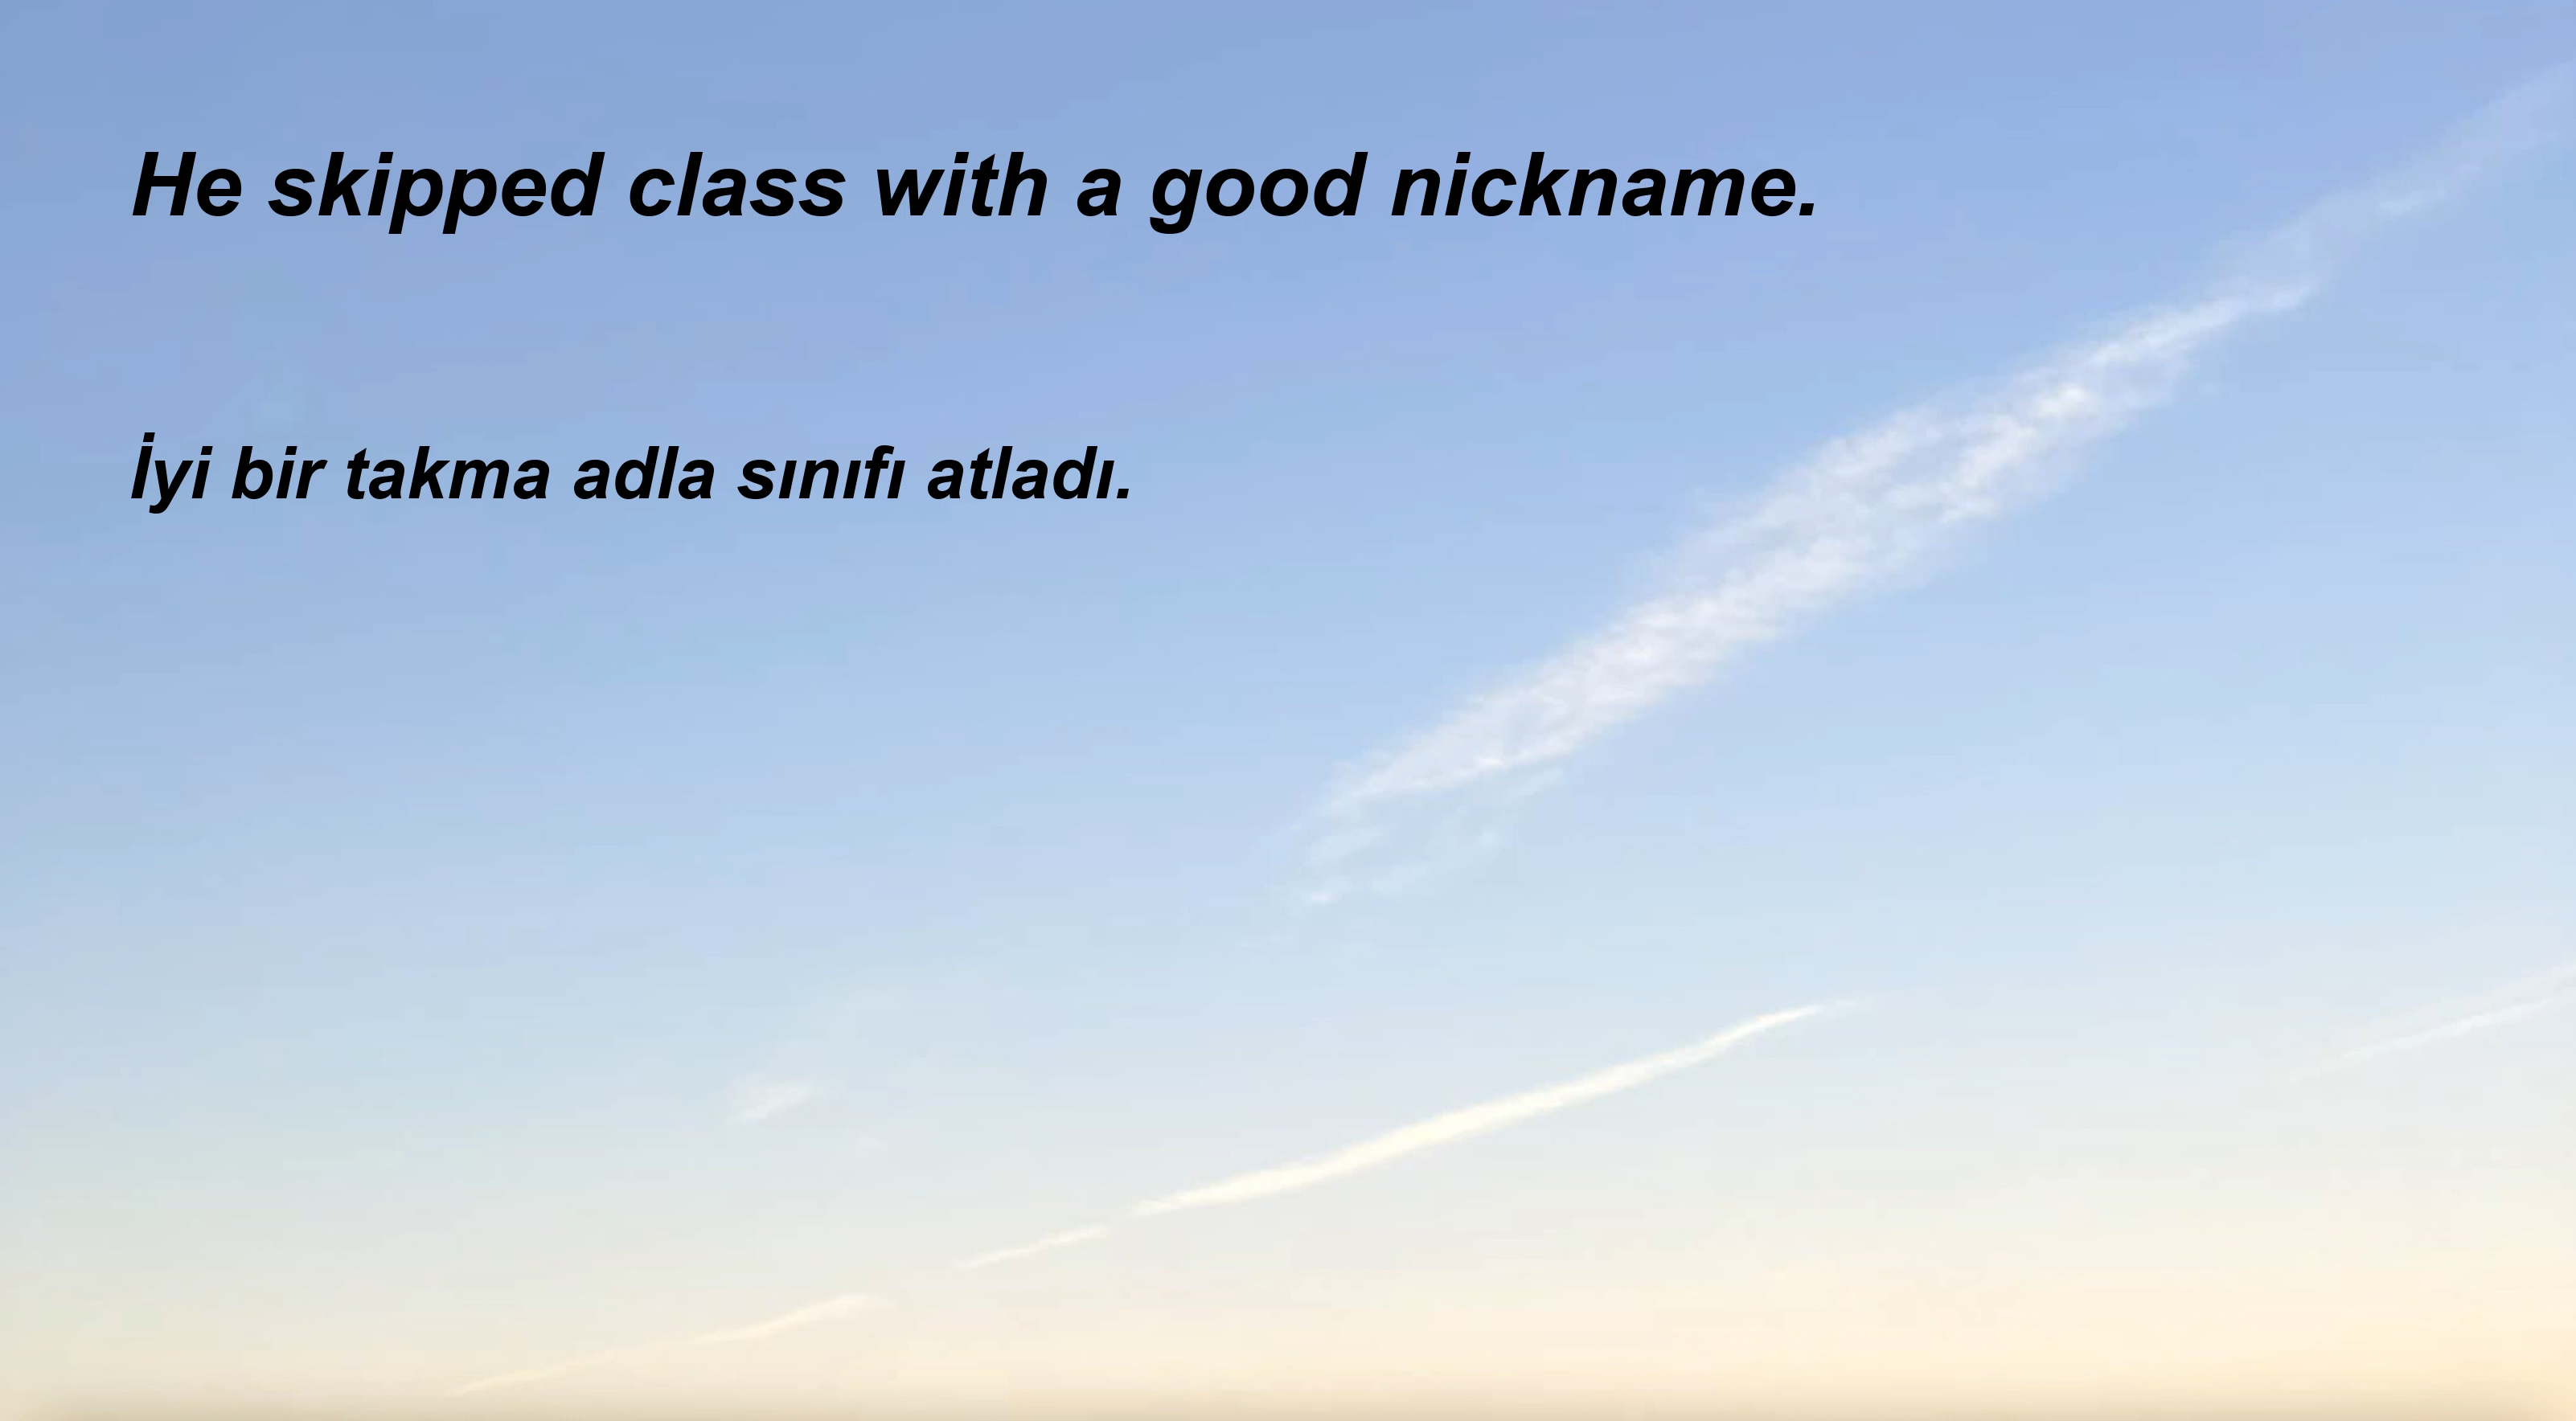 He skipped class with a good nickname.
İyi bir takma adla sınıfı atladı.